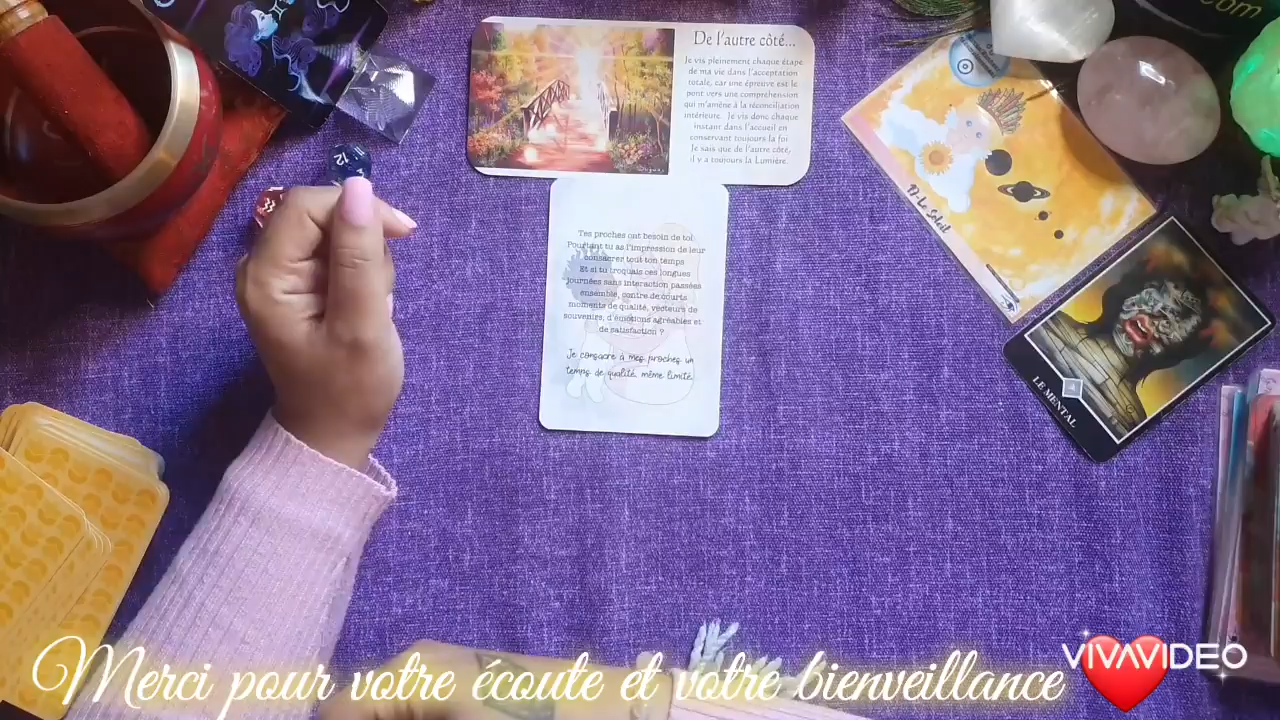 com
De l'autre côté...
Je vis pleinement chaque étape
de ma vie dans l'acceptation
totale, car une épreuve est le
pont vers une compréhension
qui m'amène à la réconciliation
intérieure. Je vis donc chaque
instant dans l'accueil en
conservant toujours la foi
Je sais que de l'autre côté,
il y a toujours la Lumière.
12
Tes proches ont besoin de toi.
Pourtant tu as l'impression de leur
consacrer tout ton temps
Et si tu troquais ces longues
journées sans interaction passées
ensemble, contre de courts
moments de qualité, vecteurs de
souvenirs, d'émotions agréables et
de satisfaction ?
Je consacre à mes proches un
temps de qualité même limité
Le Soleil
LE MENTAL
Merci pour votre écoute et votre bienveillance
VIVAVIDEO